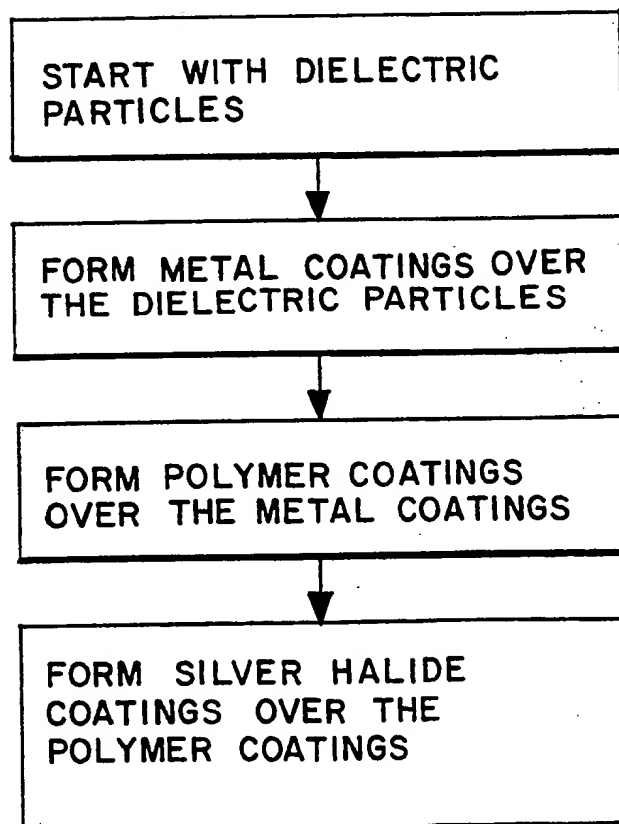 START WITH DIELECTRIC
PARTICLES
FORM METAL COATINGS OVER
THE DIELECTRIC PARTICLES
FORM POLYMER COATINGS
OVER THE METAL COATINGS
FORM SILVER HALIDE
COATINGS OVER THE
POLYMER COATINGS